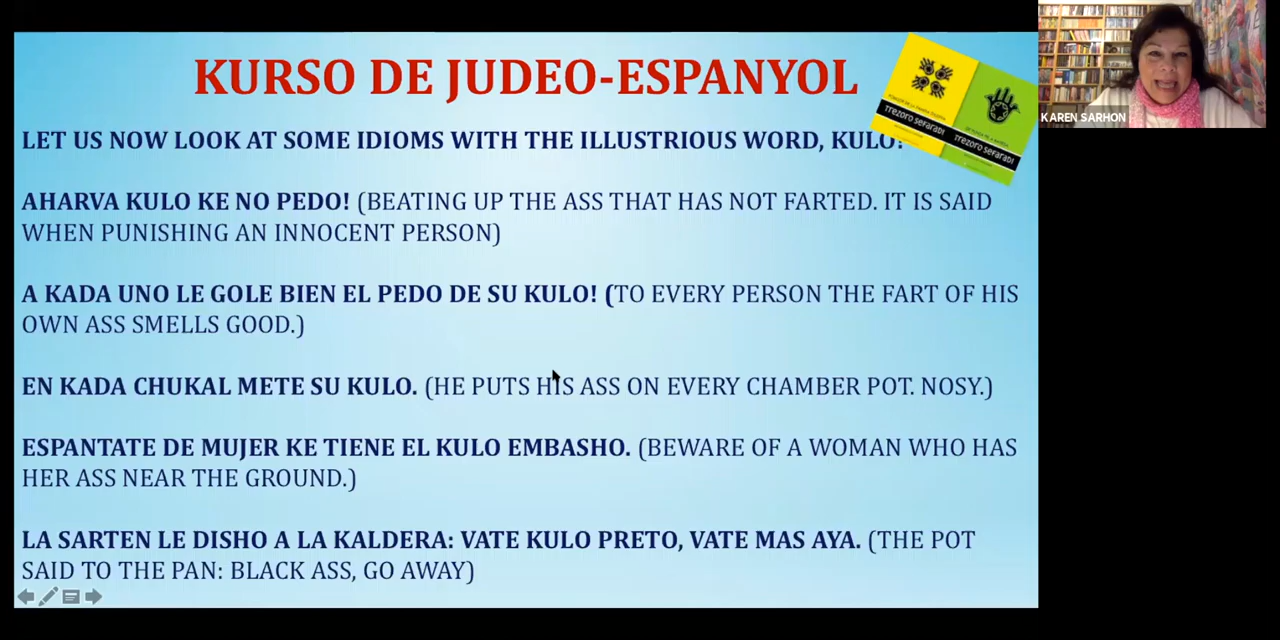 KURSO DE JUDEO-ESPANYOL
LET US NOW LOOK AT SOME IDIOMS WITH THE ILLUSTRIOUS WORD, KULO!
AHARVA KULO KE NO PEDO! (BEATING UP THE ASS THAT HAS NOT FARTED. IT IS SAID
WHEN PUNISHING AN INNOCENT PERSON)
A KADA UNO LE GOLE BIEN EL PEDO DE SU KULO! (TO EVERY PERSON THE FART OF HIS
OWN ASS SMELLS GOOD.)
EN KADA CHUKAL METE SU KULO. (HE PUTS HIS ASS ON EVERY CHAMBER POT. NOSY.)
ESPANTATE DE MUJER KE TIENE EL KULO EMBASHO. (BEWARE OF A WOMAN WHO HAS
HER ASS NEAR THE GROUND.)
LA SARTEN LE DISHO A LA KALDERA: VATE KULO PRETO, VATE MAS AYA. (THE POT
SAID TO THE PAN: BLACK ASS, GO AWAY)
Trezoro sefaradi
Trezoro sefaradi
KAREN SARHON